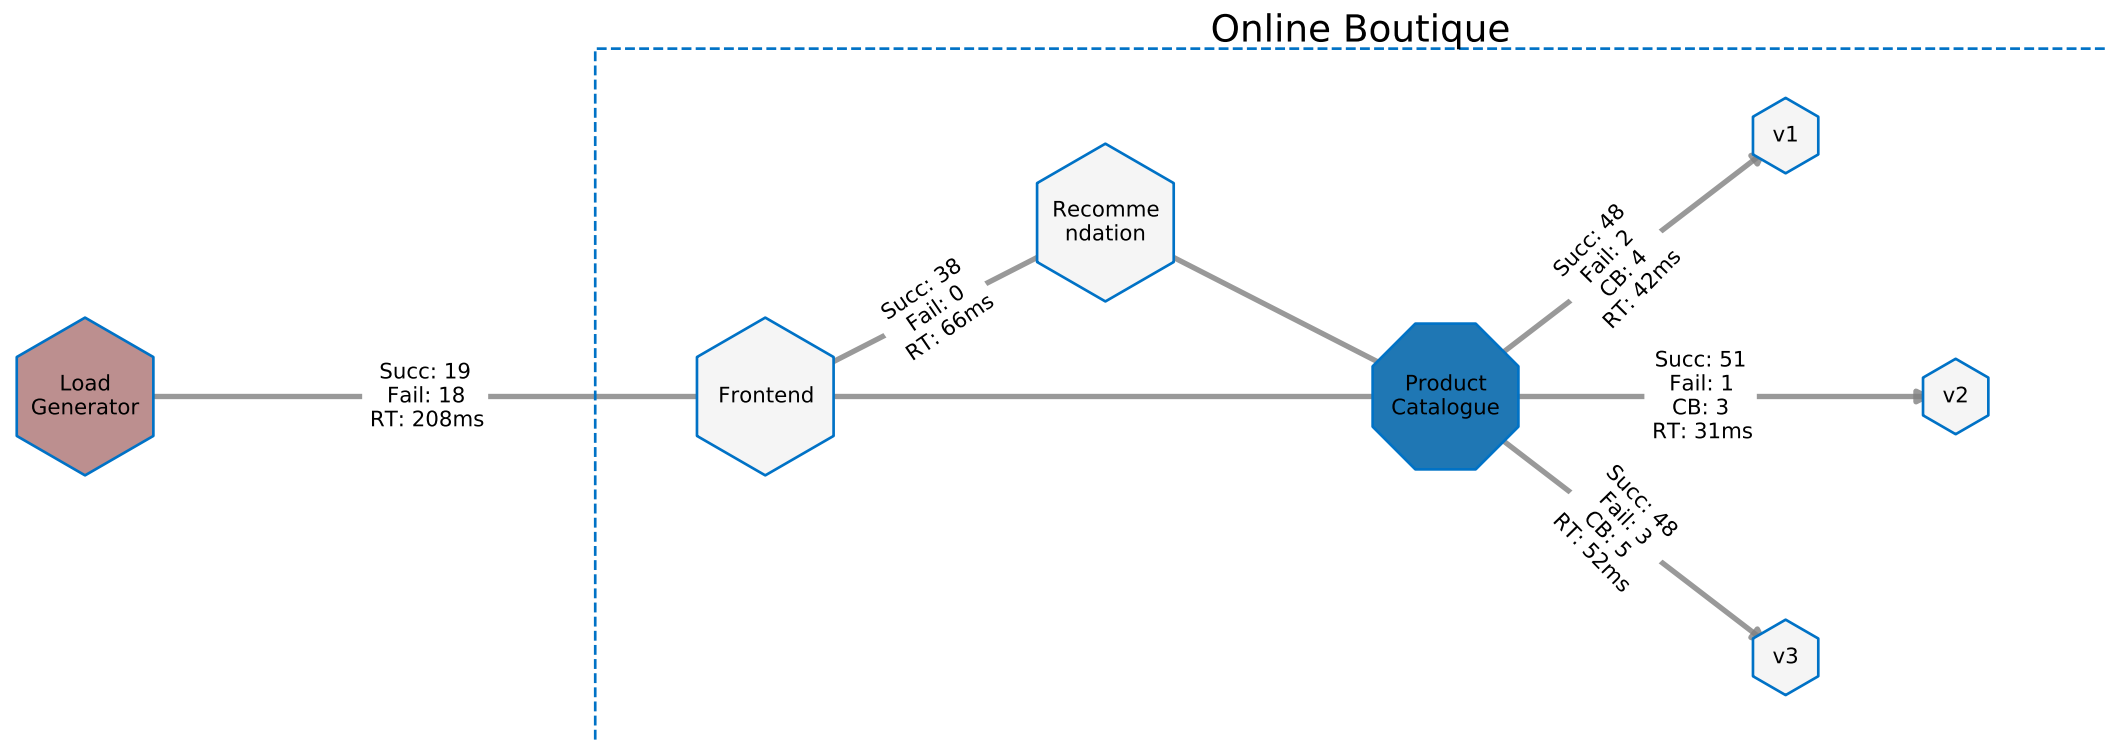 Online Boutique
Load
Generator
Succ: 19
Fail: 18
RT: 208ms
Frontend
Succ: 38
Fail: 0
RT: 66ms
Recomme
ndation
Product
Catalogue
Succ: 48
Fail: 2
CB: 4
RT: 42ms
v1
Succ: 51
Fail: 1
CB: 3
RT: 31ms
v2
Succ: 48
Fail: 3
CB: 5
RT: 52ms
v3